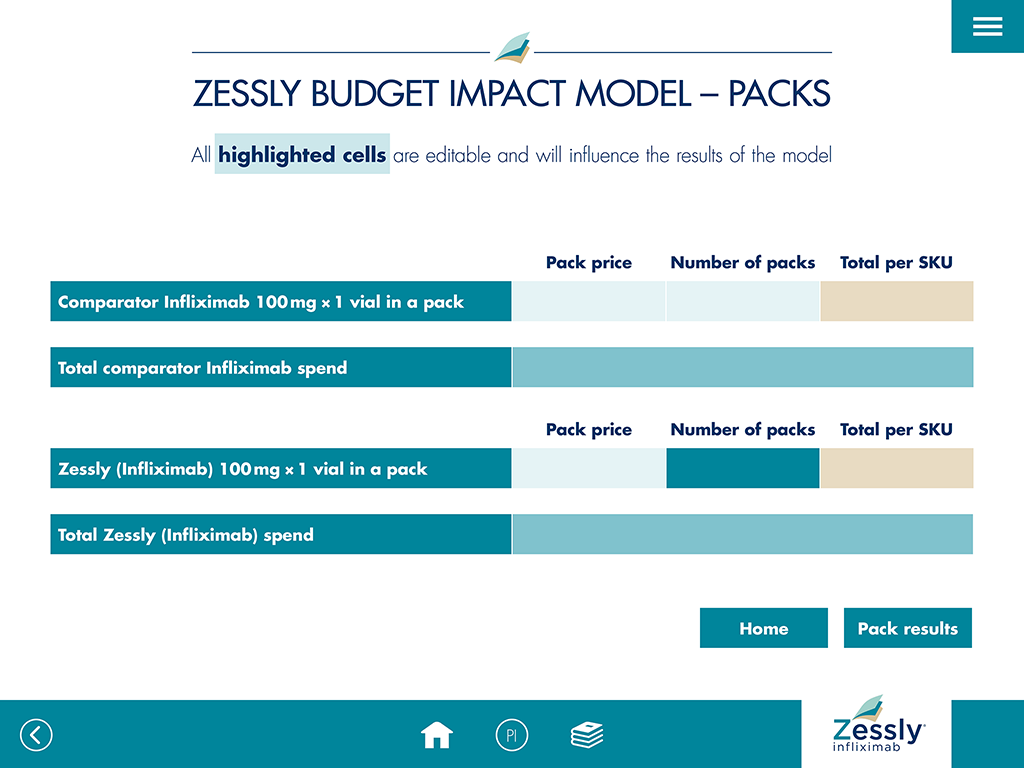 ZESSLY BUDGET IMPACT MODEL – PACKS
All highlighted cells are editable and will influence the results of the model
Pack price Number of packs Total per SKU
Comparator Infliximab 100 mg × 1 vial in a pack
Total comparator Infliximab spend
Pack price Number of packs Total per SKU
Zessly (Infliximab) 100 mg × 1 vial in a pack
Total Zessly (Infliximab) spend
Home Pack results
PI
Zessly®
infliximab